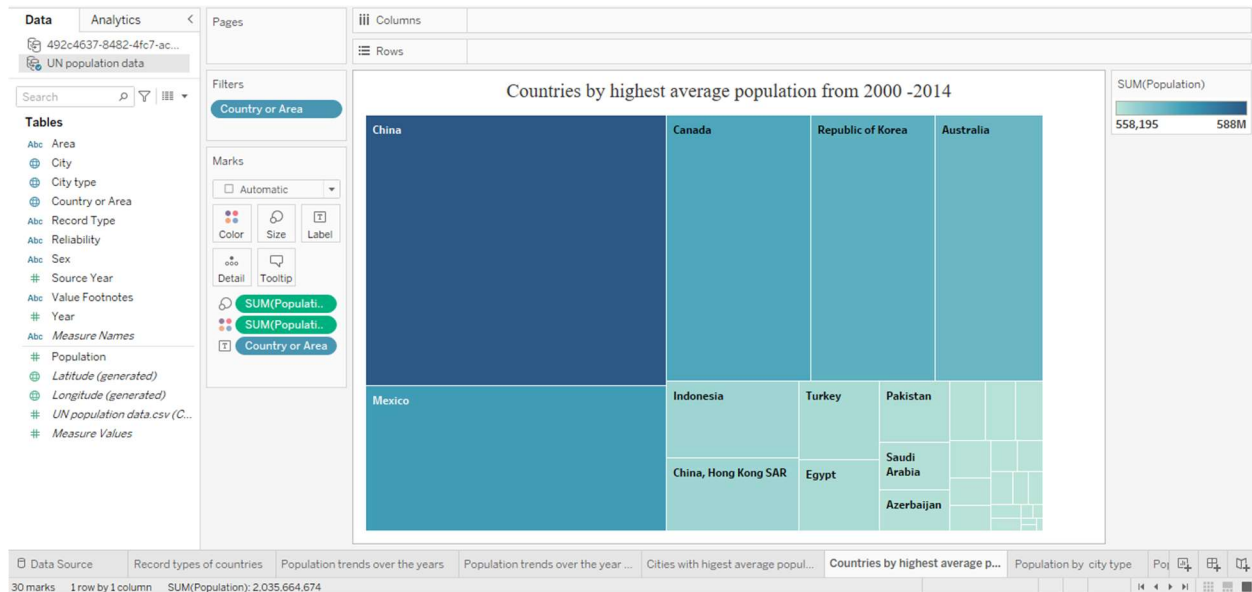 Data
Analytics
<
492c4637-8482-4fc7-ac...
UN population data
Search
Tables
Abc Area
City
City type
Country or Area
Abc Record Type
Abc Reliability
Abc Sex
# Source Year
Abc Value Footnotes
# Year
Abc Measure Names
# Population
Latitude (generated)
Longitude (generated)
# UN population data.csv (C...
# Measure Values
Pages
Filters
Country or Area
Marks
Automatic
Color Size Label
Detail Tooltip
SUM(Populati..
SUM(Populati..
Country or Area
Columns
Rows
Countries by highest average population from 2000 -2014
China
Canada
Republic of Korea
Australia
Mexico
Indonesia
Turkey
Pakistan
China, Hong Kong SAR
Egypt
Saudi
Arabia
Azerbaijan
SUM(Population)
558,195 588M
Data Source
Record types of countries
Population trends over the years
Population trends over the year ...
Cities with higest average popul...
Countries by highest average p...
Population by city type
Po
30 marks 1 row by 1 column SUM(Population): 2,035,664,674